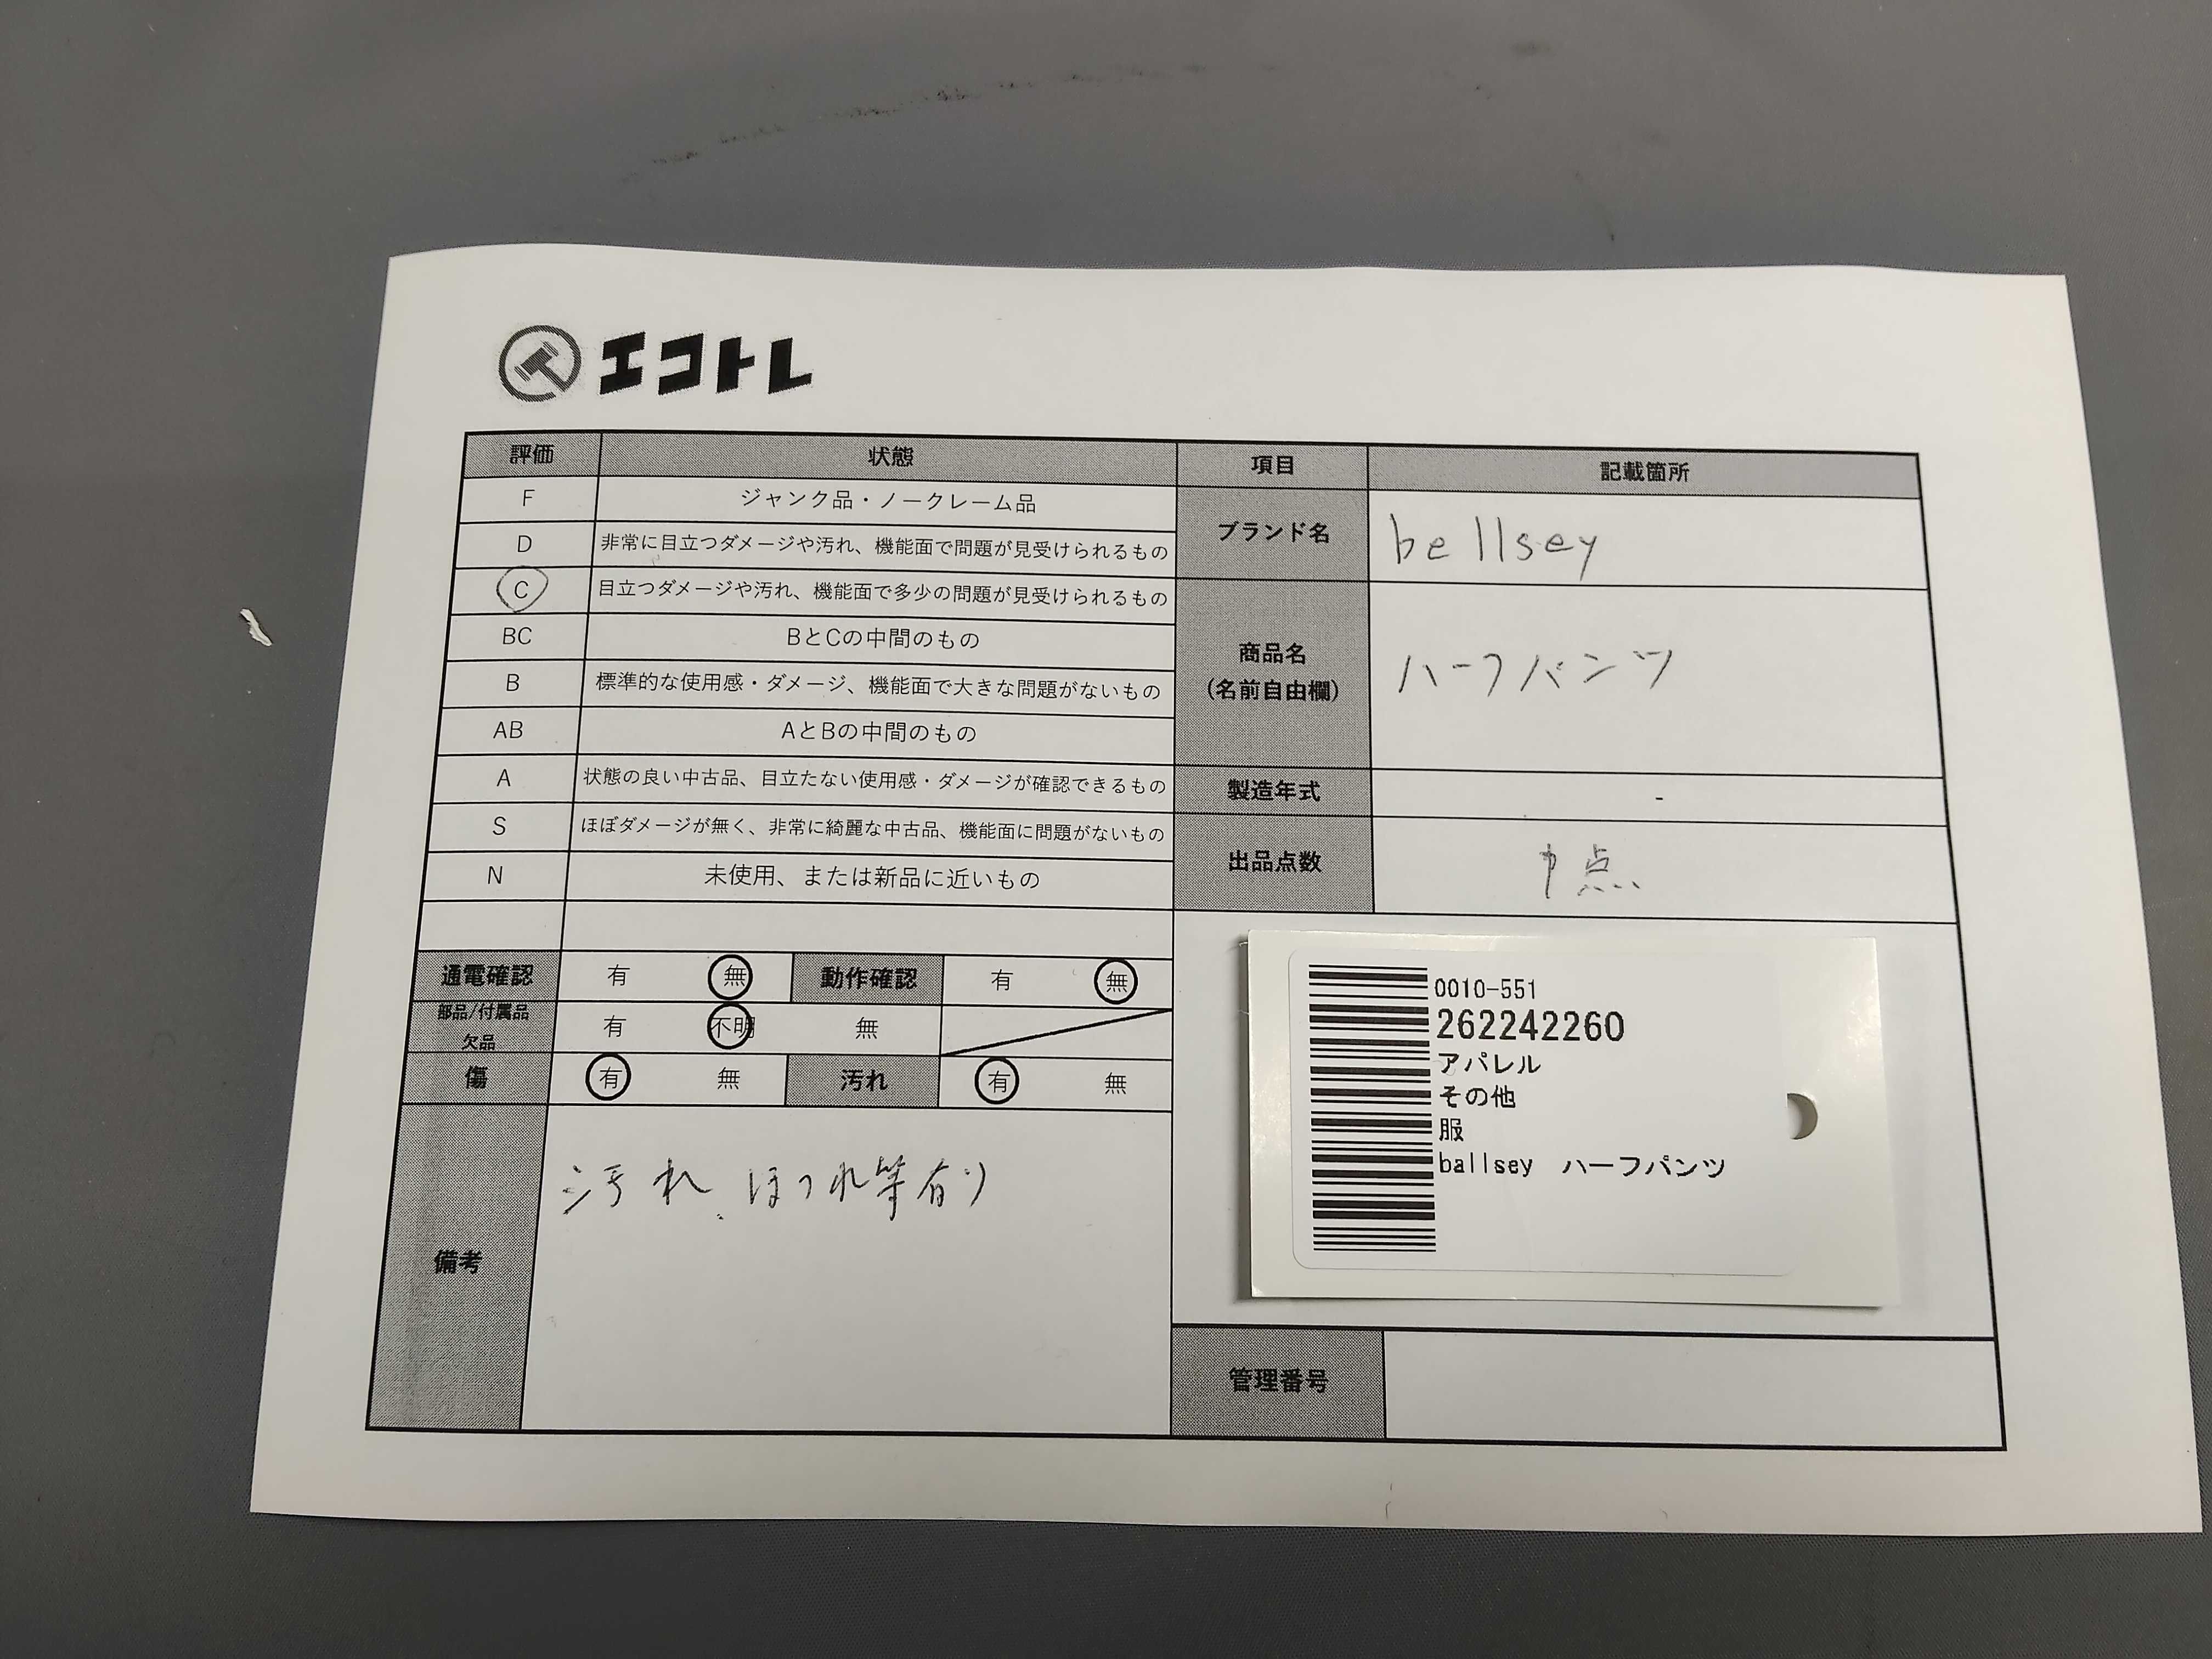 エコトレ
評価 状態 項目 記載箇所
F ジャンク品・ノークレーム品
D 非常に目立つダメージや汚れ、機能面で問題が見受けられるもの
C 目立つダメージや汚れ、機能面で多少の問題が見受けられるもの
BC BとCの中間のもの
B 標準的な使用感・ダメージ、機能面で大きな問題がないもの
AB AとBの中間のもの
A 状態の良い中古品、目立たない使用感・ダメージが確認できるもの
S ほぼダメージが無く、非常に綺麗な中古品、機能面に問題がないもの
N 未使用、または新品に近いもの
ブランド名 bellsey
商品名
(名前自由欄)
ハーフパンツ
製造年式 -
出品点数 点
通電確認 有 無 動作確認 有 無
部品/付属品
欠品
有 不明 無
傷 有 無 汚れ 有 無
備考
汚れ、ほつれ等有り
0010-551
262242260
アパレル
その他
服
ballsey ハーフパンツ
管理番号